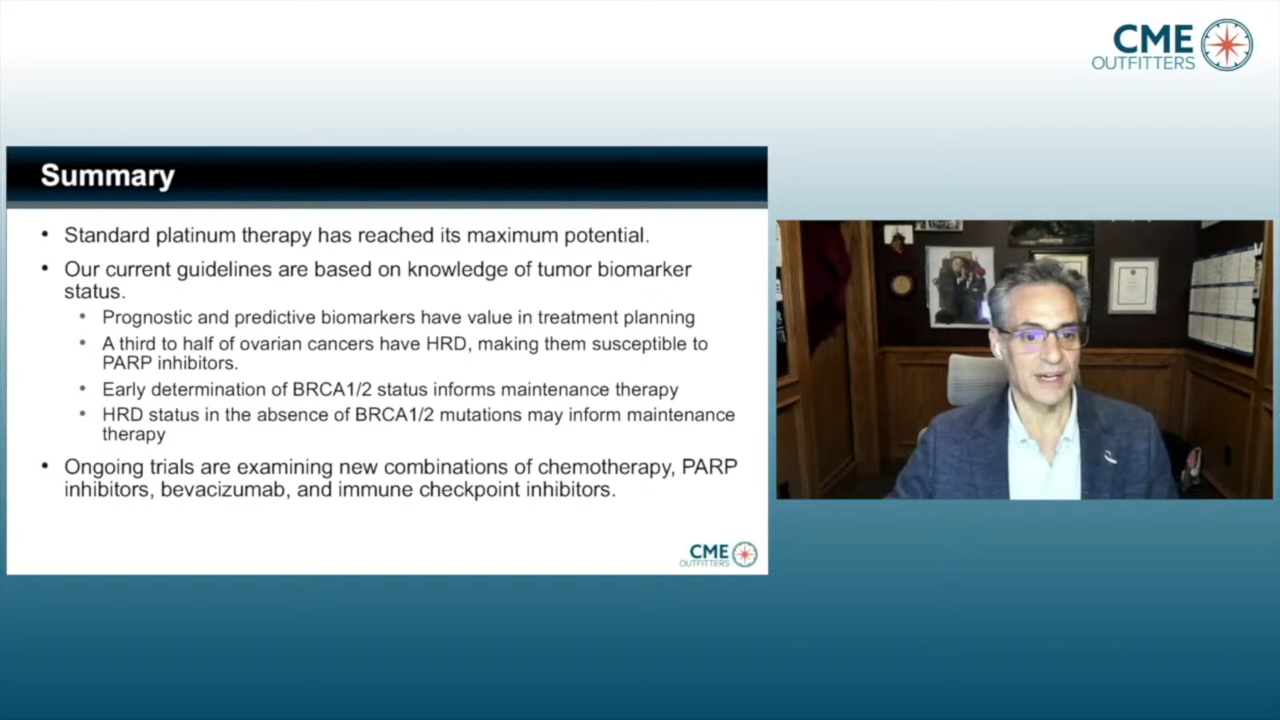 CME
OUTFITTERS
Summary
• Standard platinum therapy has reached its maximum potential.
• Our current guidelines are based on knowledge of tumor biomarker
status.
• Prognostic and predictive biomarkers have value in treatment planning
• A third to half of ovarian cancers have HRD, making them susceptible to
PARP inhibitors.
• Early determination of BRCA1/2 status informs maintenance therapy
• HRD status in the absence of BRCA1/2 mutations may inform maintenance
therapy
• Ongoing trials are examining new combinations of chemotherapy, PARP
inhibitors, bevacizumab, and immune checkpoint inhibitors.
CME
OUTFITTERS